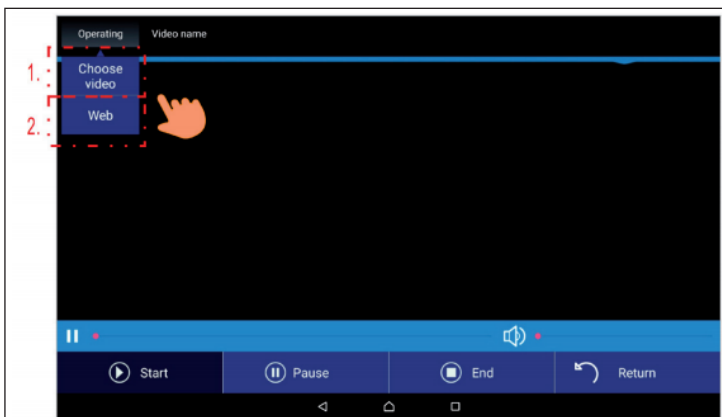 Operating Video name
1. Choose
video
2. Web
Start Pause End Return